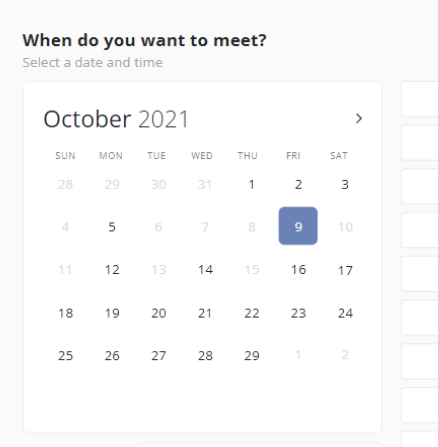 When do you want to meet?
Select a date and time
October 2021 >
SUN MON TUE WED THU FRI SAT
28 29 30 31 1 2 3
4 5 6 7 8 9 10
11 12 13 14 15 16 17
18 19 20 21 22 23 24
25 26 27 28 29 1 2